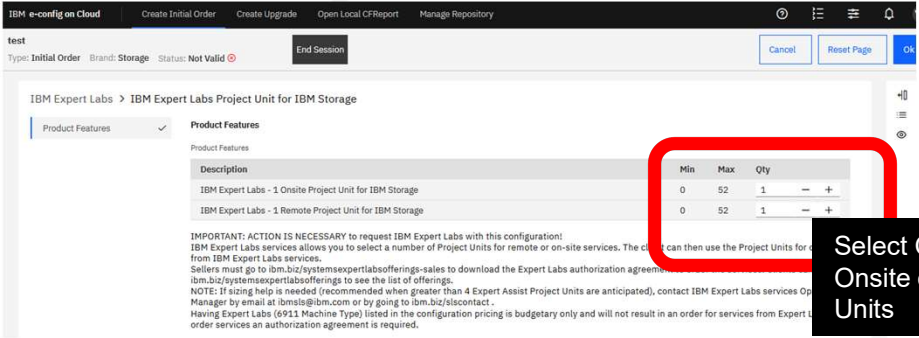 IBM e-config on Cloud Create Initial Order Create Upgrade Open Local CFReport Manage Repository
test
Type: Initial Order Brand: Storage Status: Not Valid
End Session
Cancel Reset Page Ok
IBM Expert Labs > IBM Expert Labs Project Unit for IBM Storage
Product Features
Product Features
Product Features
Description Min Max Qty
IBM Expert Labs - 1 Onsite Project Unit for IBM Storage 0 52 1 − +
IBM Expert Labs - 1 Remote Project Unit for IBM Storage 0 52 1 − +
IMPORTANT: ACTION IS NECESSARY to request IBM Expert Labs with this configuration!
IBM Expert Labs services allows you to select a number of Project Units for remote or on-site services. The can then use the Project Units for
from IBM Expert Labs services.
Sellers must go to ibm.biz/systemsexpertlabsofferings-sales to download the Expert Labs authorization
ibm.biz/systemsexpertlabsofferings to see the list of offerings.
NOTE: If sizing help is needed (recommended when greater than 4 Expert Assist Project Units are anticipated), contact IBM Expert Labs services
Manager by email at ibmsls@ibm.com or by going to ibm.biz/slscontact .
Having Expert Labs (6911 Machine Type) listed in the configuration pricing is budgetary only and will not result in an order for services from Expert
order services an authorization agreement is required.
Select
Onsite
Units